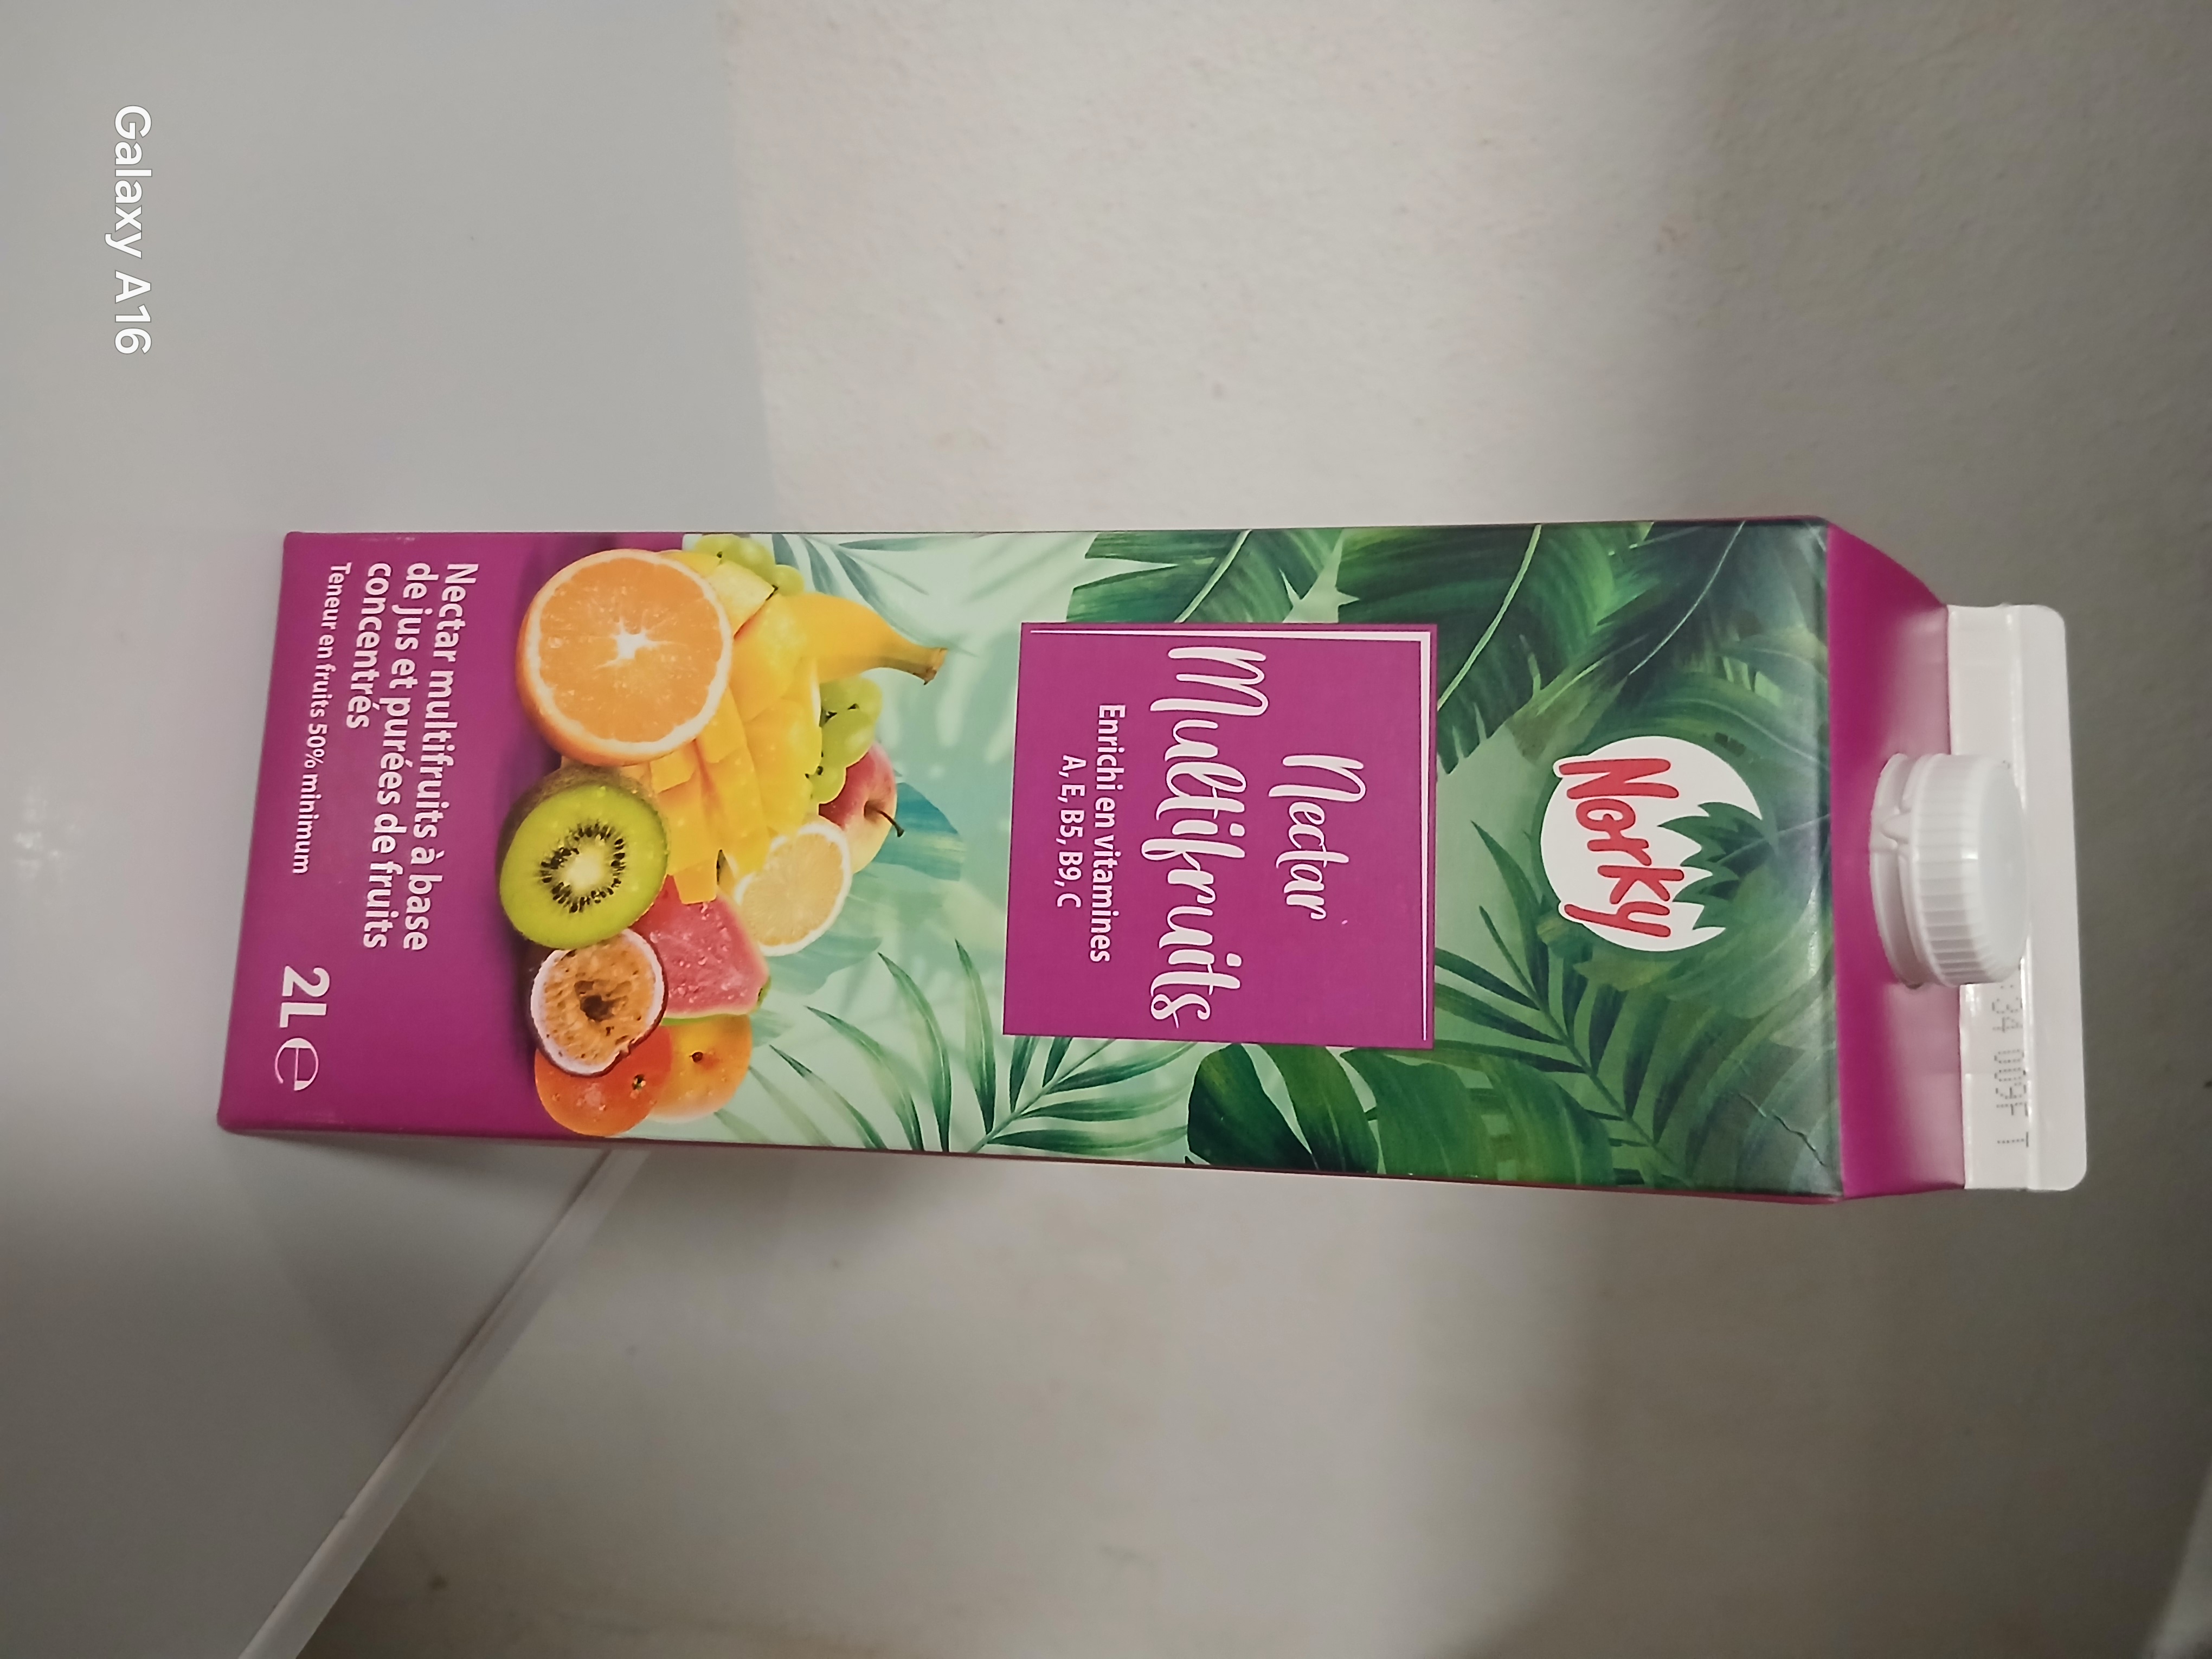 Norky
Nectar
Multifruits
Enrichi en vitamines
A, E, B5, B9, C
Nectar multifruits à base
de jus et purées de fruits
concentrés
Teneur en fruits 50% minimum
2L e
Galaxy A16